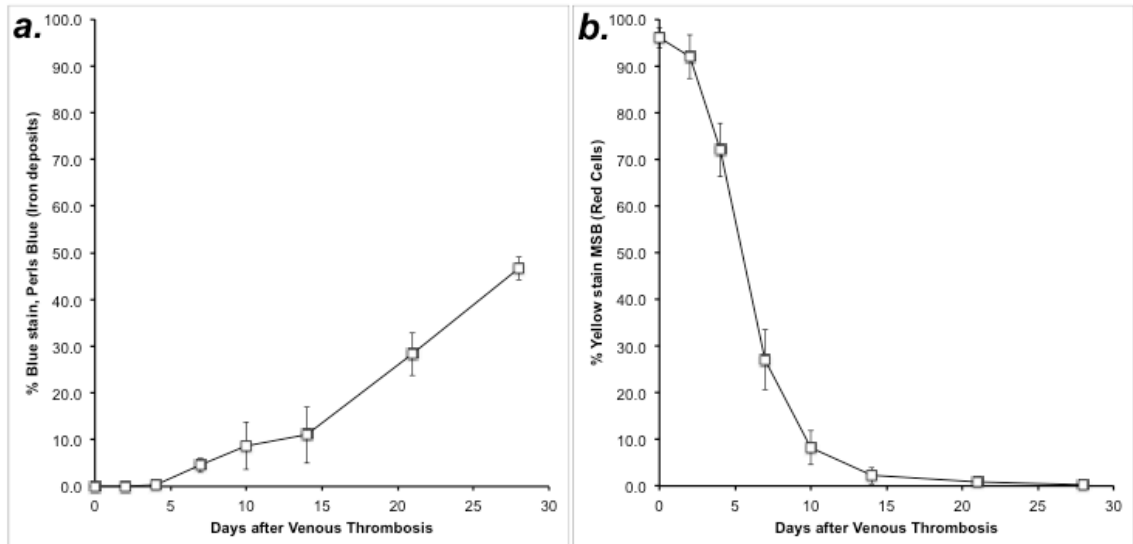 a.
% Blue stain, Perls Blue (Iron deposits)
100.0
90.0
80.0
70.0
60.0
50.0
40.0
30.0
20.0
10.0
0.0
0 5 10 15 20 25 30
Days after Venous Thrombosis
b.
% Yellow stain MSB (Red Cells)
100.0
90.0
80.0
70.0
60.0
50.0
40.0
30.0
20.0
10.0
0.0
0 5 10 15 20 25 30
Days after Venous Thrombosis